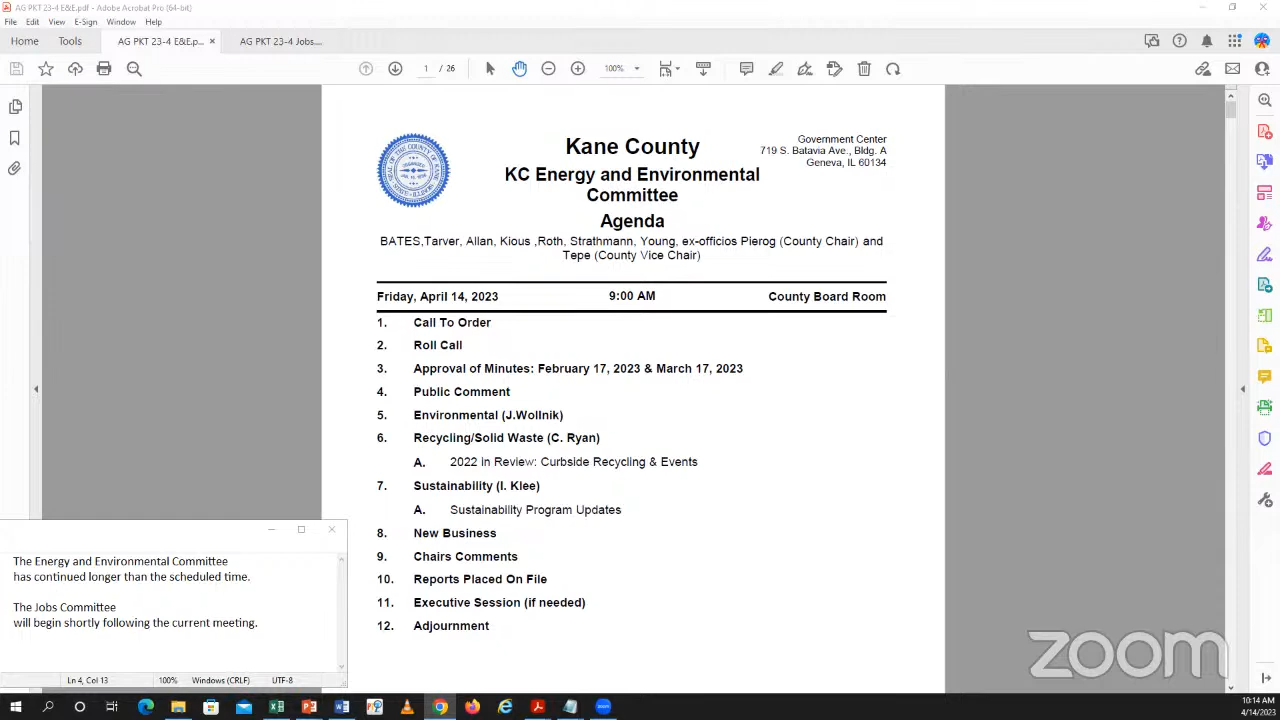 AG PKT 23-4 E&E.pdf - Adobe Acrobat Pro (64-bit)
File Edit View E-Sign Window Help
Home Tools AG PKT 23-4 E&E.p... × AG PKT 23-4 Jobs....
1 / 26 100%
Government Center
719 S. Batavia Ave., Bldg. A
Geneva, IL 60134
Kane County
KC Energy and Environmental
Committee
Agenda
BATES,Tarver, Allan, Kious ,Roth, Strathmann, Young, ex-officios Pierog (County Chair) and
Tepe (County Vice Chair)
Friday, April 14, 2023 9:00 AM County Board Room
1. Call To Order
2. Roll Call
3. Approval of Minutes: February 17, 2023 & March 17, 2023
4. Public Comment
5. Environmental (J.Wollnik)
6. Recycling/Solid Waste (C. Ryan)
A. 2022 in Review: Curbside Recycling & Events
7. Sustainability (I. Klee)
A. Sustainability Program Updates
8. New Business
9. Chairs Comments
10. Reports Placed On File
11. Executive Session (if needed)
12. Adjournment
The Energy and Environmental Committee
has continued longer than the scheduled time.
The Jobs Committee
will begin shortly following the current meeting.
Ln 4, Col 13 100% Windows (CRLF) UTF-8
zoom
10:14 AM
4/14/2023